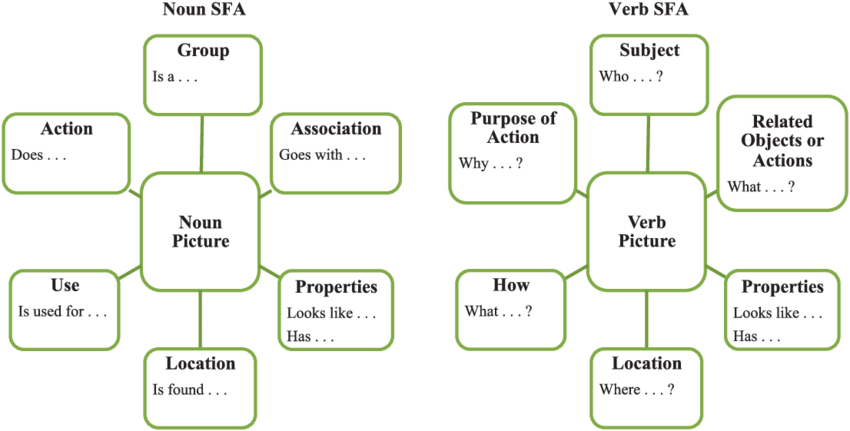 Noun SFA
Group
Is a . . .
Action
Does . . .
Association
Goes with . . .
Noun
Picture
Use
Is used for . . .
Properties
Looks like . . .
Has . . .
Location
Is found . . .
Verb SFA
Subject
Who . . . ?
Purpose of
Action
Why . . . ?
Related
Objects or
Actions
What . . . ?
Verb
Picture
How
What . . . ?
Properties
Looks like . . .
Has . . .
Location
Where . . . ?